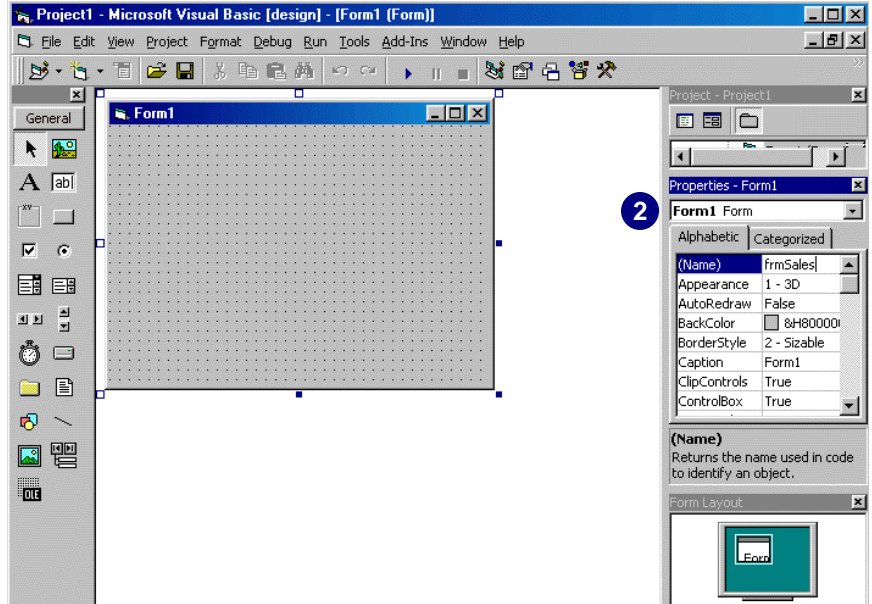 Project1 - Microsoft Visual Basic [design] - [Form1 (Form)]
File Edit View Project Format Debug Run Tools Add-Ins Window Help
General
Form1
A
ab|
XV
OLE
Project - Project1
2
Properties - Form1
Form1 Form
Alphabetic Categorized
(Name) frmSales
Appearance 1 - 3D
AutoRedraw False
BackColor &H80000
BorderStyle 2 - Sizable
Caption Form1
ClipControls True
ControlBox True
(Name)
Returns the name used in code
to identify an object.
Form Layout
Form